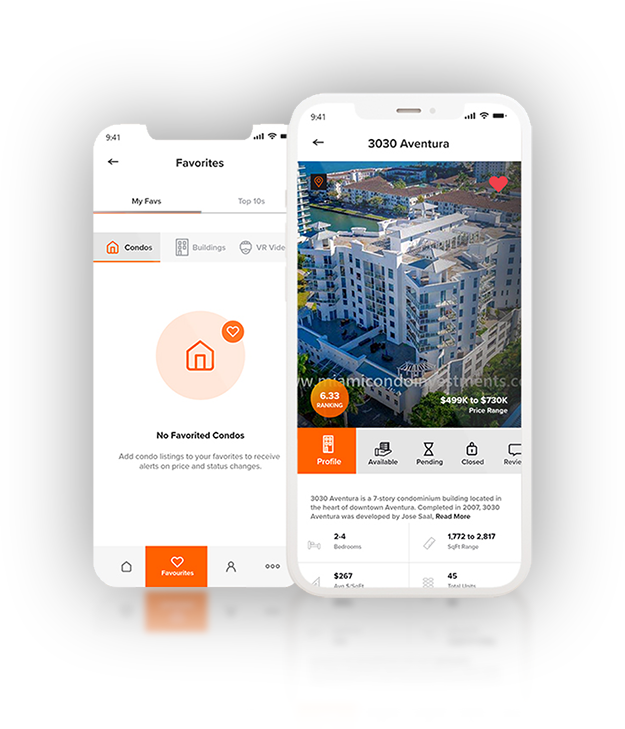 9:41
Favorites
My Favs
Top 10s
Condos
Buildings
VR Vide
No Favorited Condos
Add condo listings to your favorites to receive
alerts on price and status changes.
Favourites
9:41
3030 Aventura
www.miamicondoinvestments.co
6.33
RANKING
$499K to $730K
Price Range
Profile
Available
Pending
Closed
Revie
3030 Aventura is a 7-story condominium building located in
the heart of downtown Aventura. Completed in 2007, 3030
Aventura was developed by Jose Saal, Read More
2-4
Bedrooms
1,772 to 2,817
SqFt Range
$267
Avg $/SqFt
45
Total Units